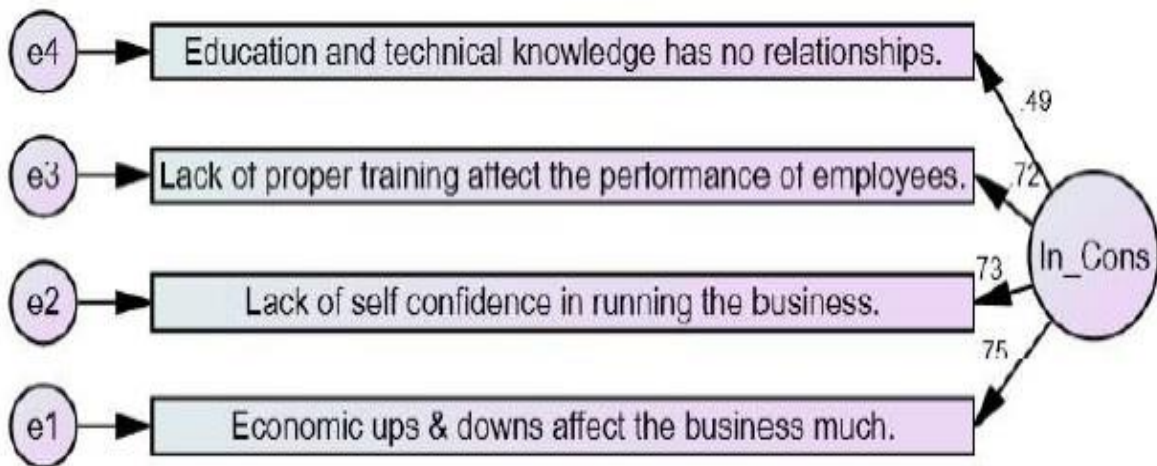 e4
Education and technical knowledge has no relationships.
.49
e3
Lack of proper training affect the performance of employees.
.72
In_Cons
e2
Lack of self confidence in running the business.
.73
e1
Economic ups & downs affect the business much.
.75